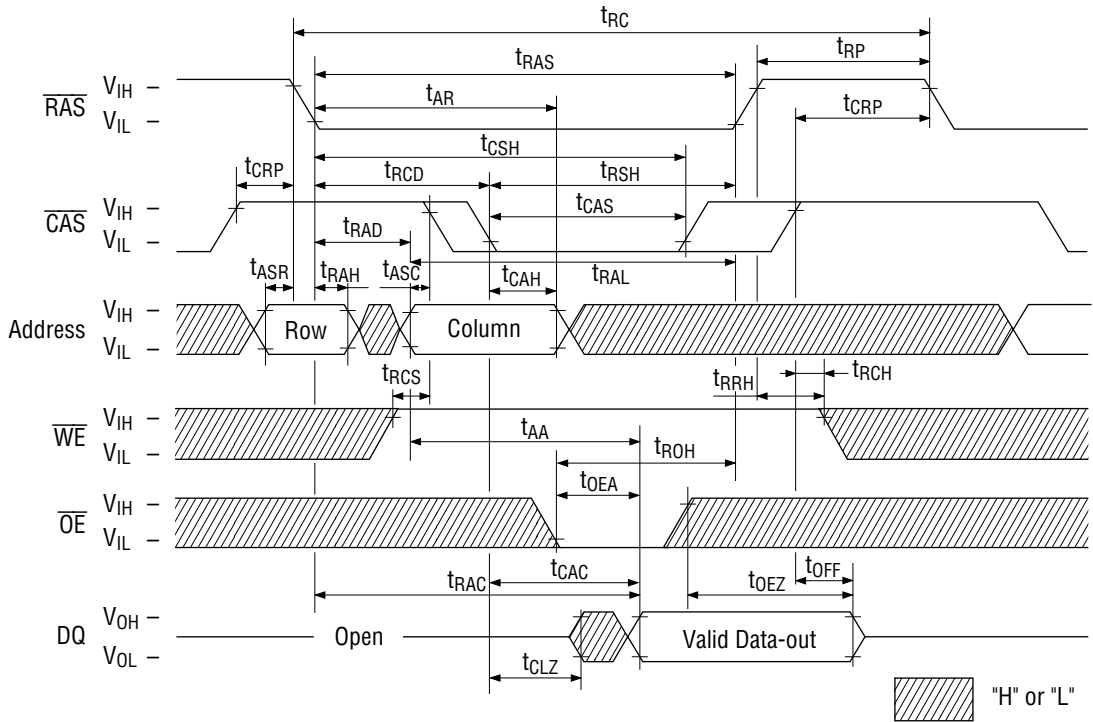 tRC
tRP
tRAS
tAR
tCRP
RAS
VIH –
VIL –
tCSH
tCRP
tRCD
tRSH
CAS
VIH –
VIL –
tCAS
tRAD
tRAL
tASR
tRAH
tASC
tCAH
Address
VIH –
VIL –
Row
Column
tRCS
tRRH
tRCH
WE
VIH –
VIL –
tAA
tROH
tOEA
OE
VIH –
VIL –
tCAC
tOFF
tRAC
tOEZ
DQ
VOH –
VOL –
Open
Valid Data-out
tCLZ
"H" or "L"